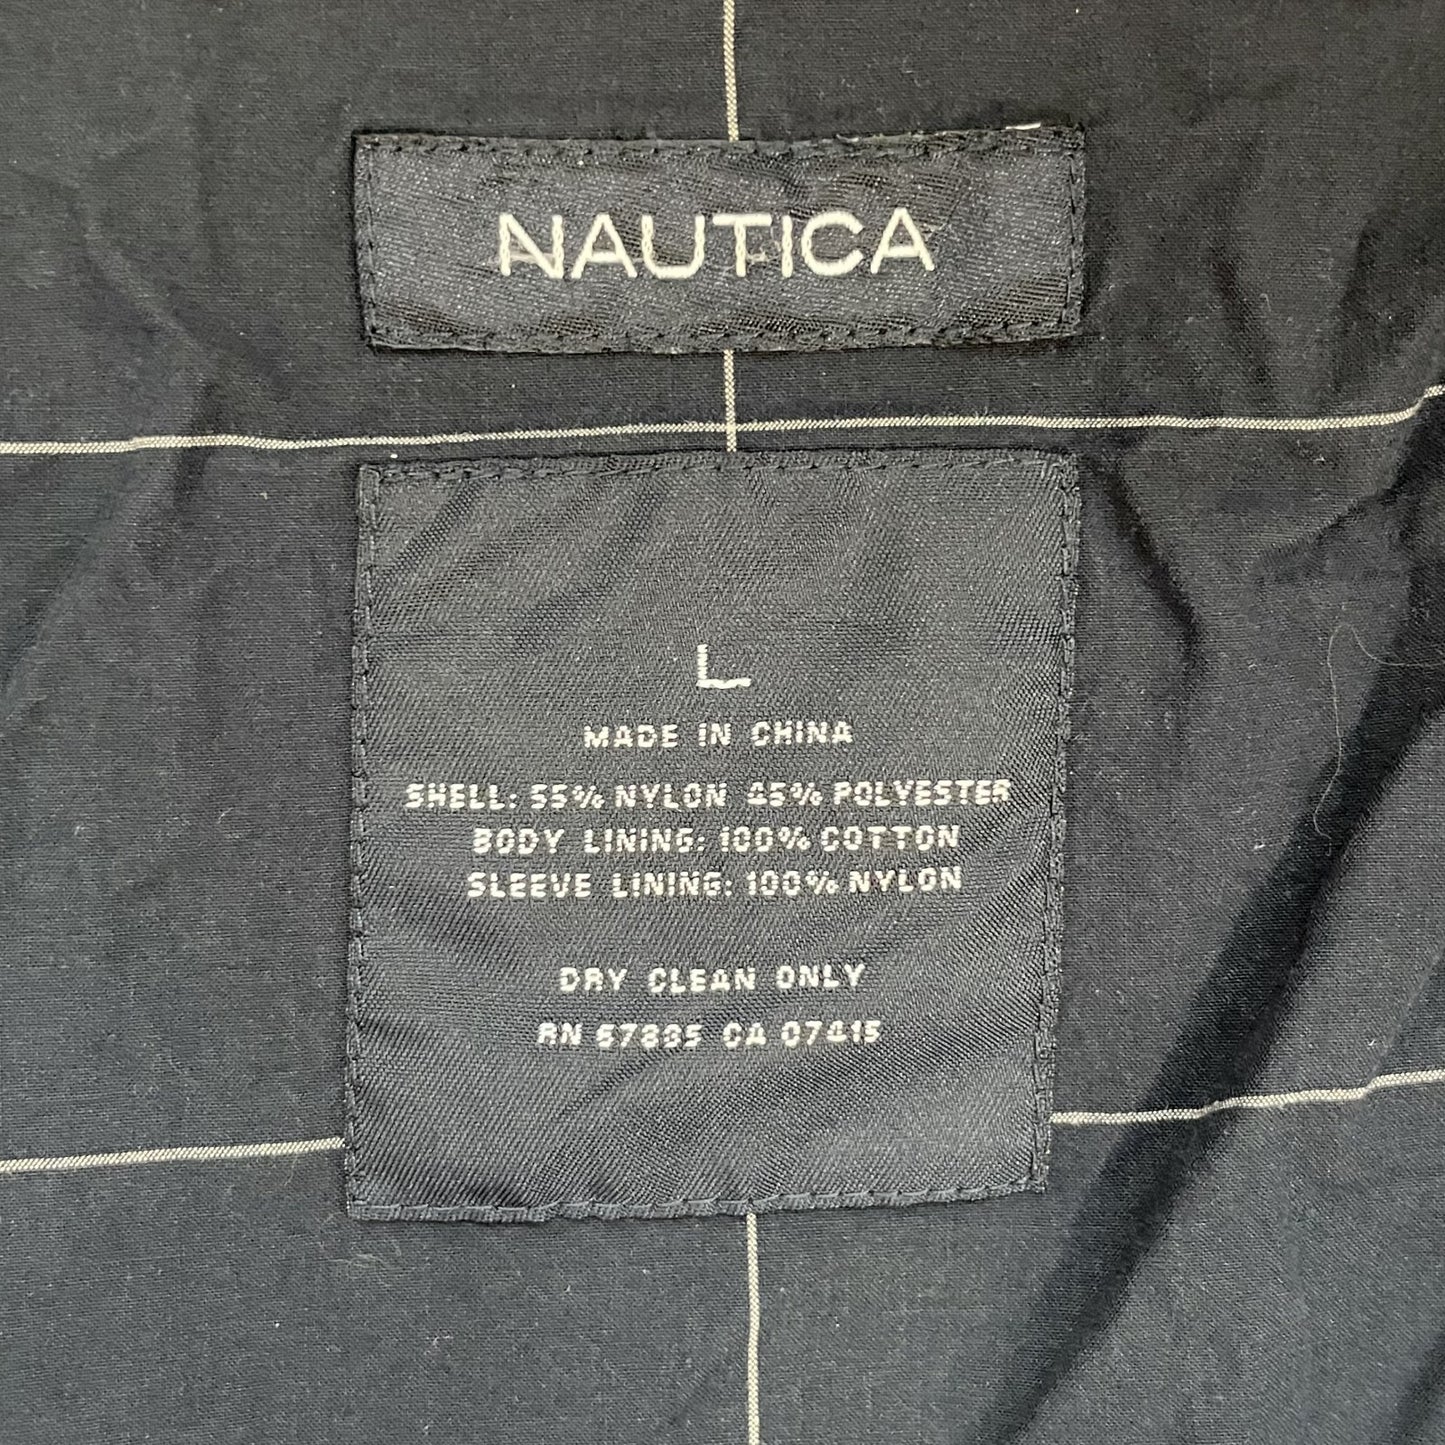 NAUTICA
L
MADE IN CHINA
SHELL: 55% NYLON 45% POLYESTER
BODY LINING: 100% COTTON
SLEEVE LINING: 100% NYLON
DRY CLEAN ONLY
RN 67835 CA 07415